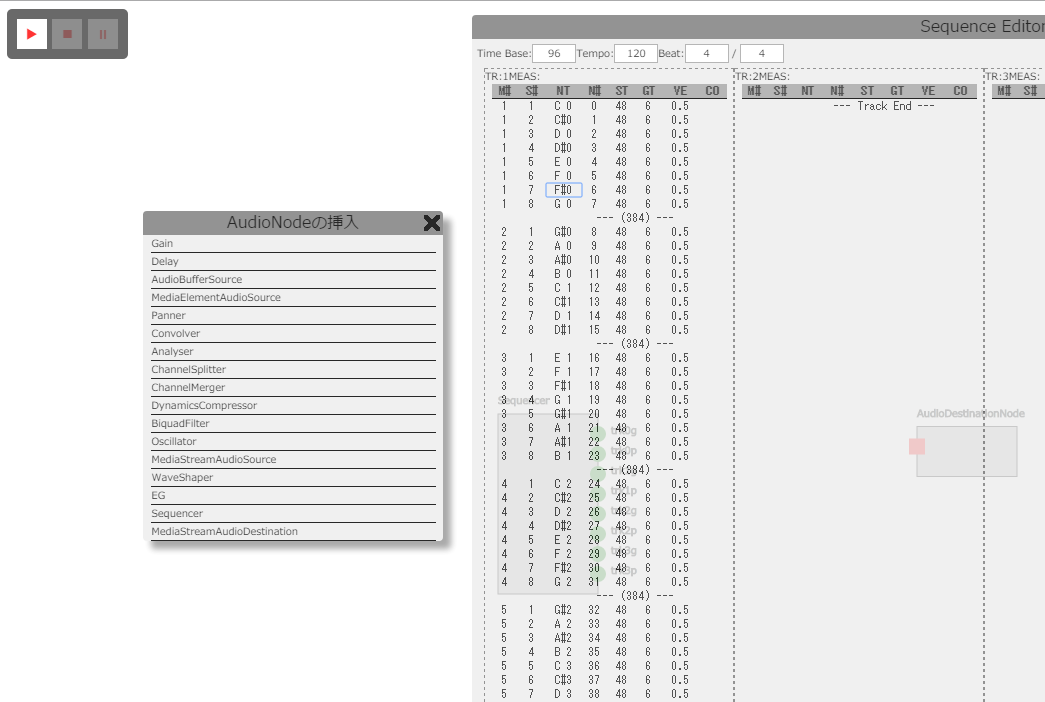 Sequence Editor
Time Base: 96 Tempo: 120 Beat: 4 / 4
TR:1MEAS: TR:2MEAS: TR:3MEAS:
M# S# NT N# ST GT VE CO M# S# NT N# ST GT VE CO M# S#
1 1 C 0 0 48 6 0.5 --- Track End ---
1 2 C#0 1 48 6 0.5
1 3 D 0 2 48 6 0.5
1 4 D#0 3 48 6 0.5
1 5 E 0 4 48 6 0.5
1 6 F 0 5 48 6 0.5
1 7 F#0 6 48 6 0.5
1 8 G 0 7 48 6 0.5
--- (384) ---
2 1 G#0 8 48 6 0.5
2 2 A 0 9 48 6 0.5
2 3 A#0 10 48 6 0.5
2 4 B 0 11 48 6 0.5
2 5 C 1 12 48 6 0.5
2 6 C#1 13 48 6 0.5
2 7 D 1 14 48 6 0.5
2 8 D#1 15 48 6 0.5
--- (384) ---
3 1 E 1 16 48 6 0.5
3 2 F 1 17 48 6 0.5
3 3 F#1 18 48 6 0.5
3 4 G 1 19 48 6 0.5
3 5 G#1 20 48 6 0.5
3 6 A 1 21 48 6 0.5
3 7 A#1 22 48 6 0.5
3 8 B 1 23 48 6 0.5
--- (384) ---
4 1 C 2 24 48 6 0.5
4 2 C#2 25 48 6 0.5
4 3 D 2 26 48 6 0.5
4 4 D#2 27 48 6 0.5
4 5 E 2 28 48 6 0.5
4 6 F 2 29 48 6 0.5
4 7 F#2 30 48 6 0.5
4 8 G 2 31 48 6 0.5
--- (384) ---
5 1 G#2 32 48 6 0.5
5 2 A 2 33 48 6 0.5
5 3 A#2 34 48 6 0.5
5 4 B 2 35 48 6 0.5
5 5 C 3 36 48 6 0.5
5 6 C#3 37 48 6 0.5
5 7 D 3 38 48 6 0.5
Sequencer
AudioDestinationNode
AudioNodeの挿入
Gain
Delay
AudioBufferSource
MediaElementAudioSource
Panner
Convolver
Analyser
ChannelSplitter
ChannelMerger
DynamicsCompressor
BiquadFilter
Oscillator
MediaStreamAudioSource
WaveShaper
EG
Sequencer
MediaStreamAudioDestination